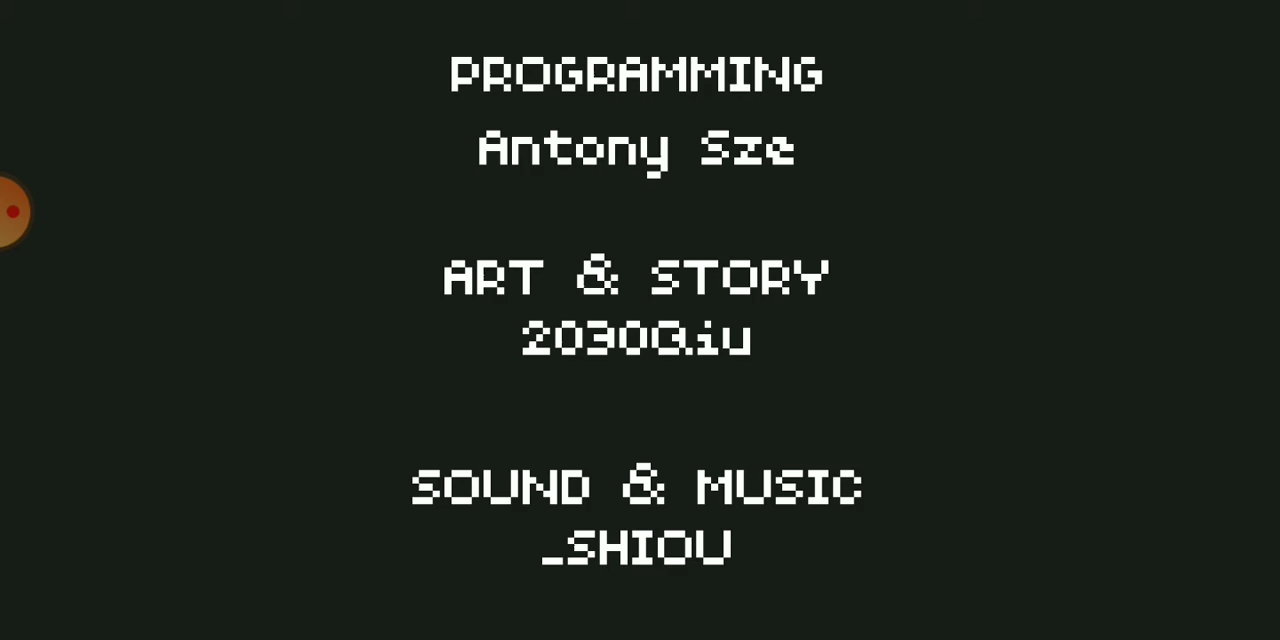 PROGRAMMING
Antony Sze
ART & STORY
2030Qiu
SOUND & MUSIC
_SHIOU